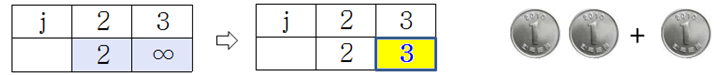 j 2 3 ⇨ j 2 3
2 ∞ 2 3 +